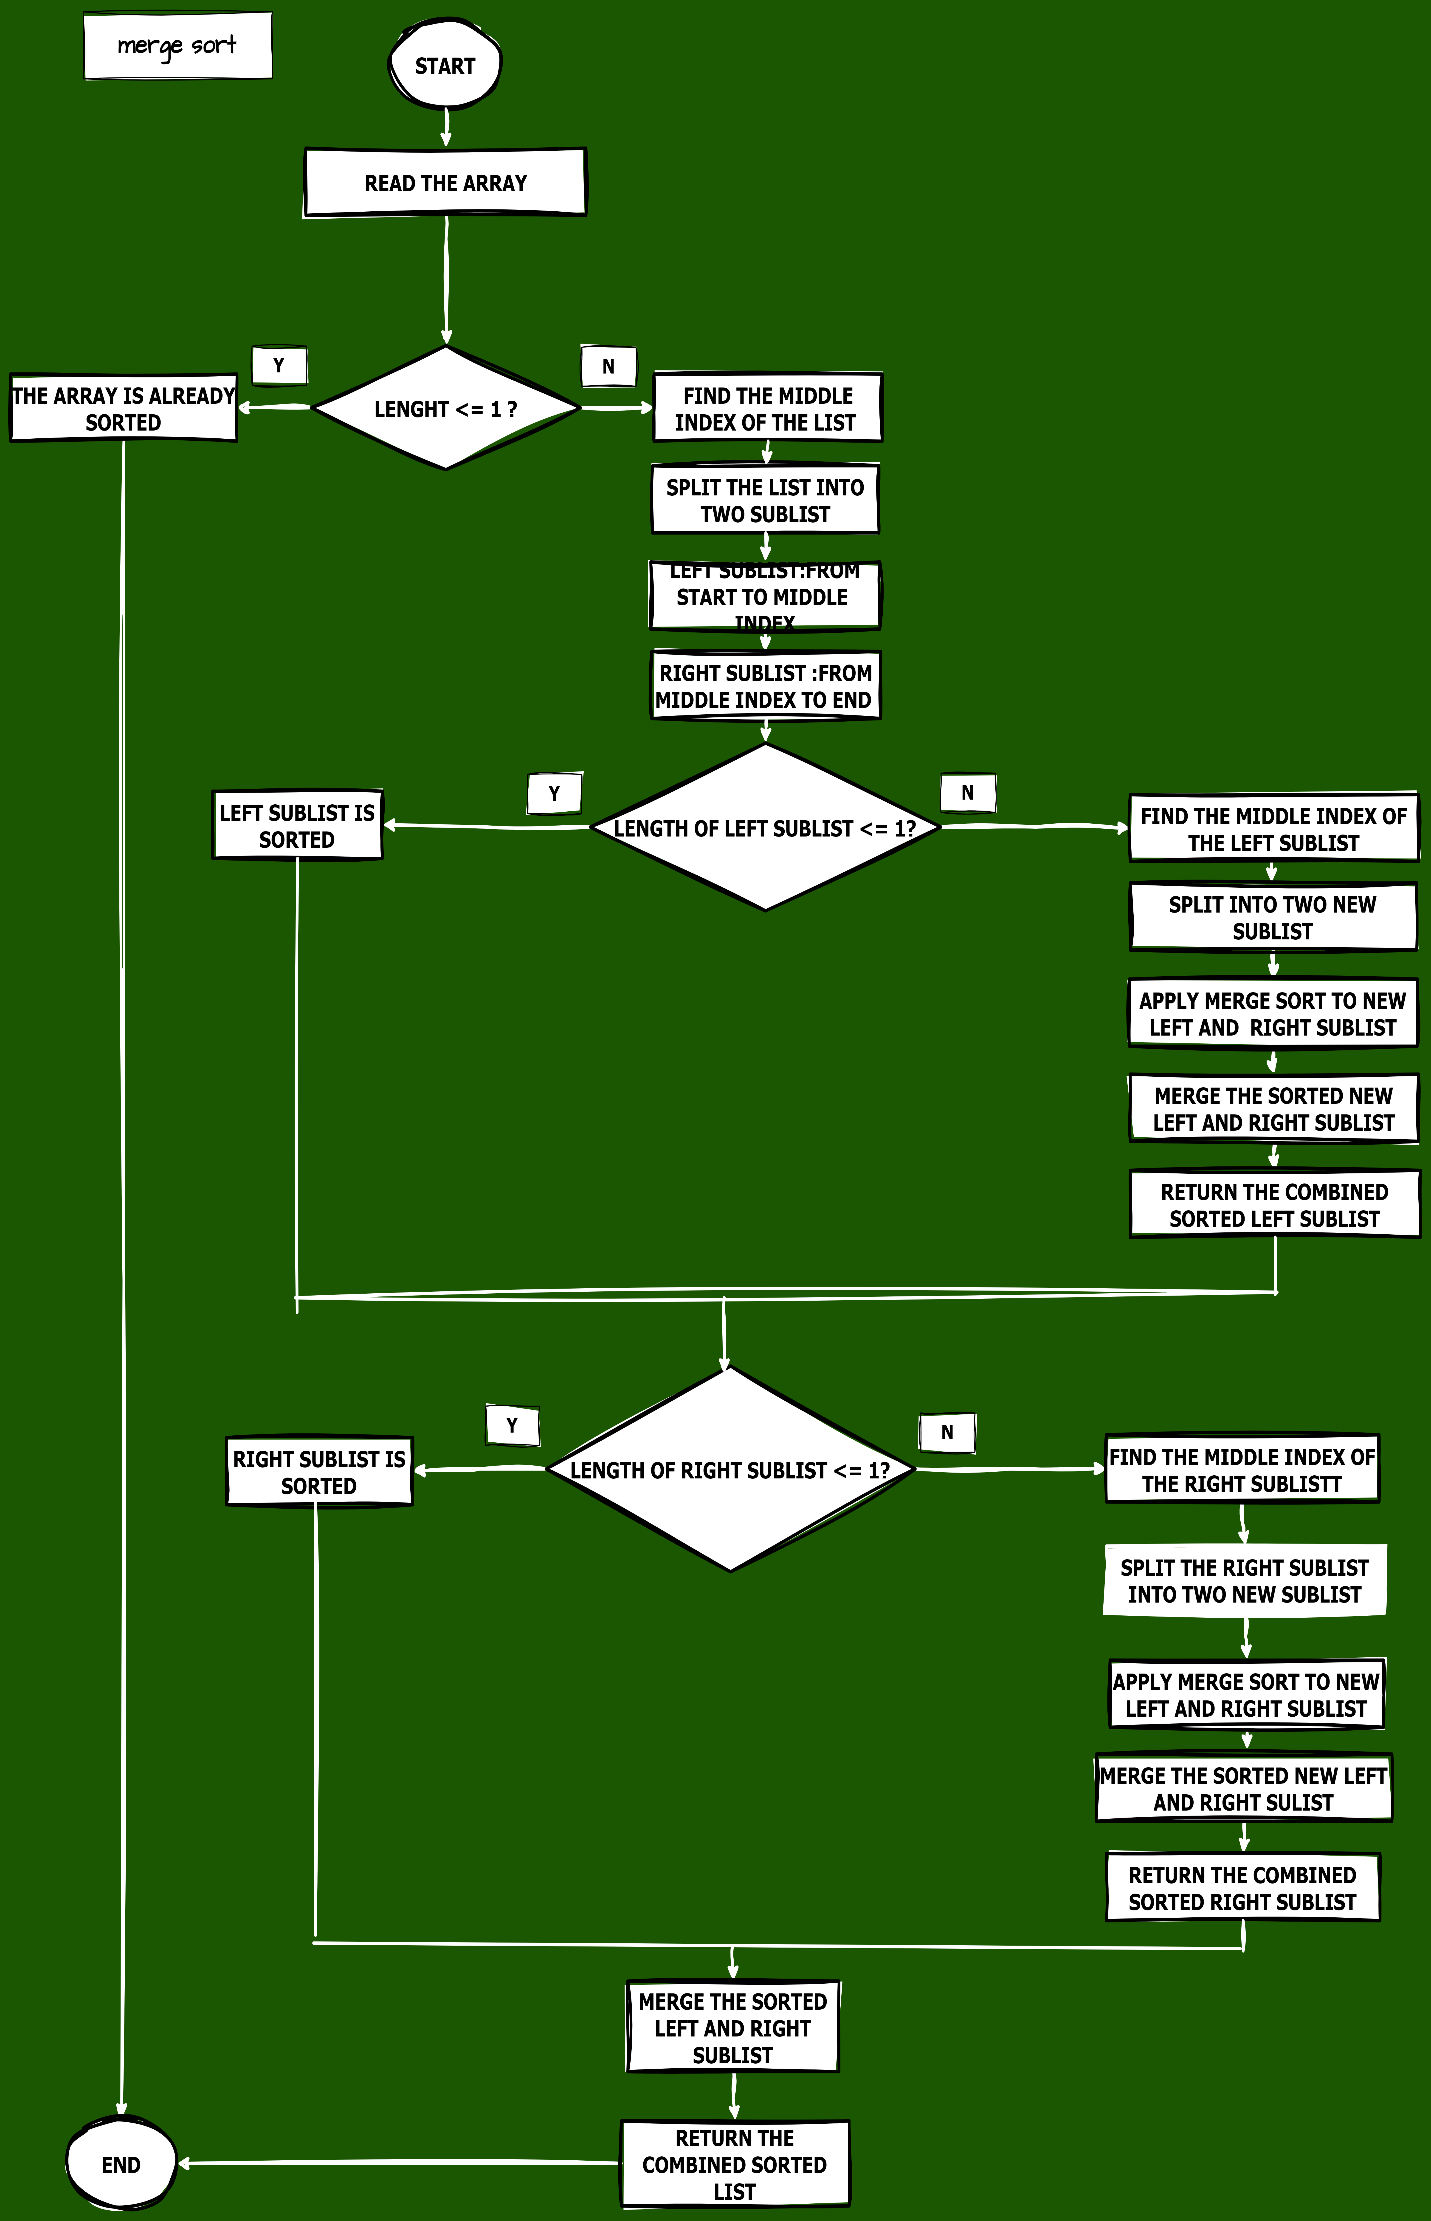 merge sort
START
READ THE ARRAY
Y
N
THE ARRAY IS ALREADY
SORTED
LENGHT <= 1 ?
FIND THE MIDDLE
INDEX OF THE LIST
SPLIT THE LIST INTO
TWO SUBLIST
LEFT SUBLIST:FROM
START TO MIDDLE
INDEX
RIGHT SUBLIST :FROM
MIDDLE INDEX TO END
Y
N
LEFT SUBLIST IS
SORTED
LENGTH OF LEFT SUBLIST <= 1?
FIND THE MIDDLE INDEX OF
THE LEFT SUBLIST
SPLIT INTO TWO NEW
SUBLIST
APPLY MERGE SORT TO NEW
LEFT AND  RIGHT SUBLIST
MERGE THE SORTED NEW
LEFT AND RIGHT SUBLIST
RETURN THE COMBINED
SORTED LEFT SUBLIST
Y
N
RIGHT SUBLIST IS
SORTED
LENGTH OF RIGHT SUBLIST <= 1?
FIND THE MIDDLE INDEX OF
THE RIGHT SUBLISTT
SPLIT THE RIGHT SUBLIST
INTO TWO NEW SUBLIST
APPLY MERGE SORT TO NEW
LEFT AND RIGHT SUBLIST
MERGE THE SORTED NEW LEFT
AND RIGHT SULIST
RETURN THE COMBINED
SORTED RIGHT SUBLIST
MERGE THE SORTED
LEFT AND RIGHT
SUBLIST
RETURN THE
COMBINED SORTED
LIST
END